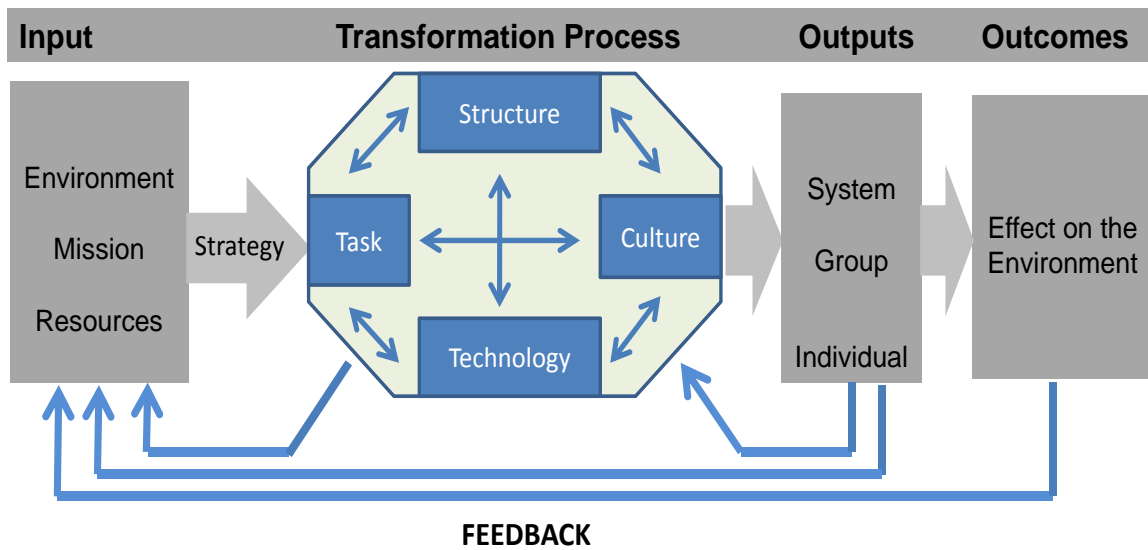 Input
Transformation Process
Outputs
Outcomes
Environment
Mission
Resources
Strategy
Structure
Task
Culture
Technology
System
Group
Individual
Effect on the
Environment
FEEDBACK